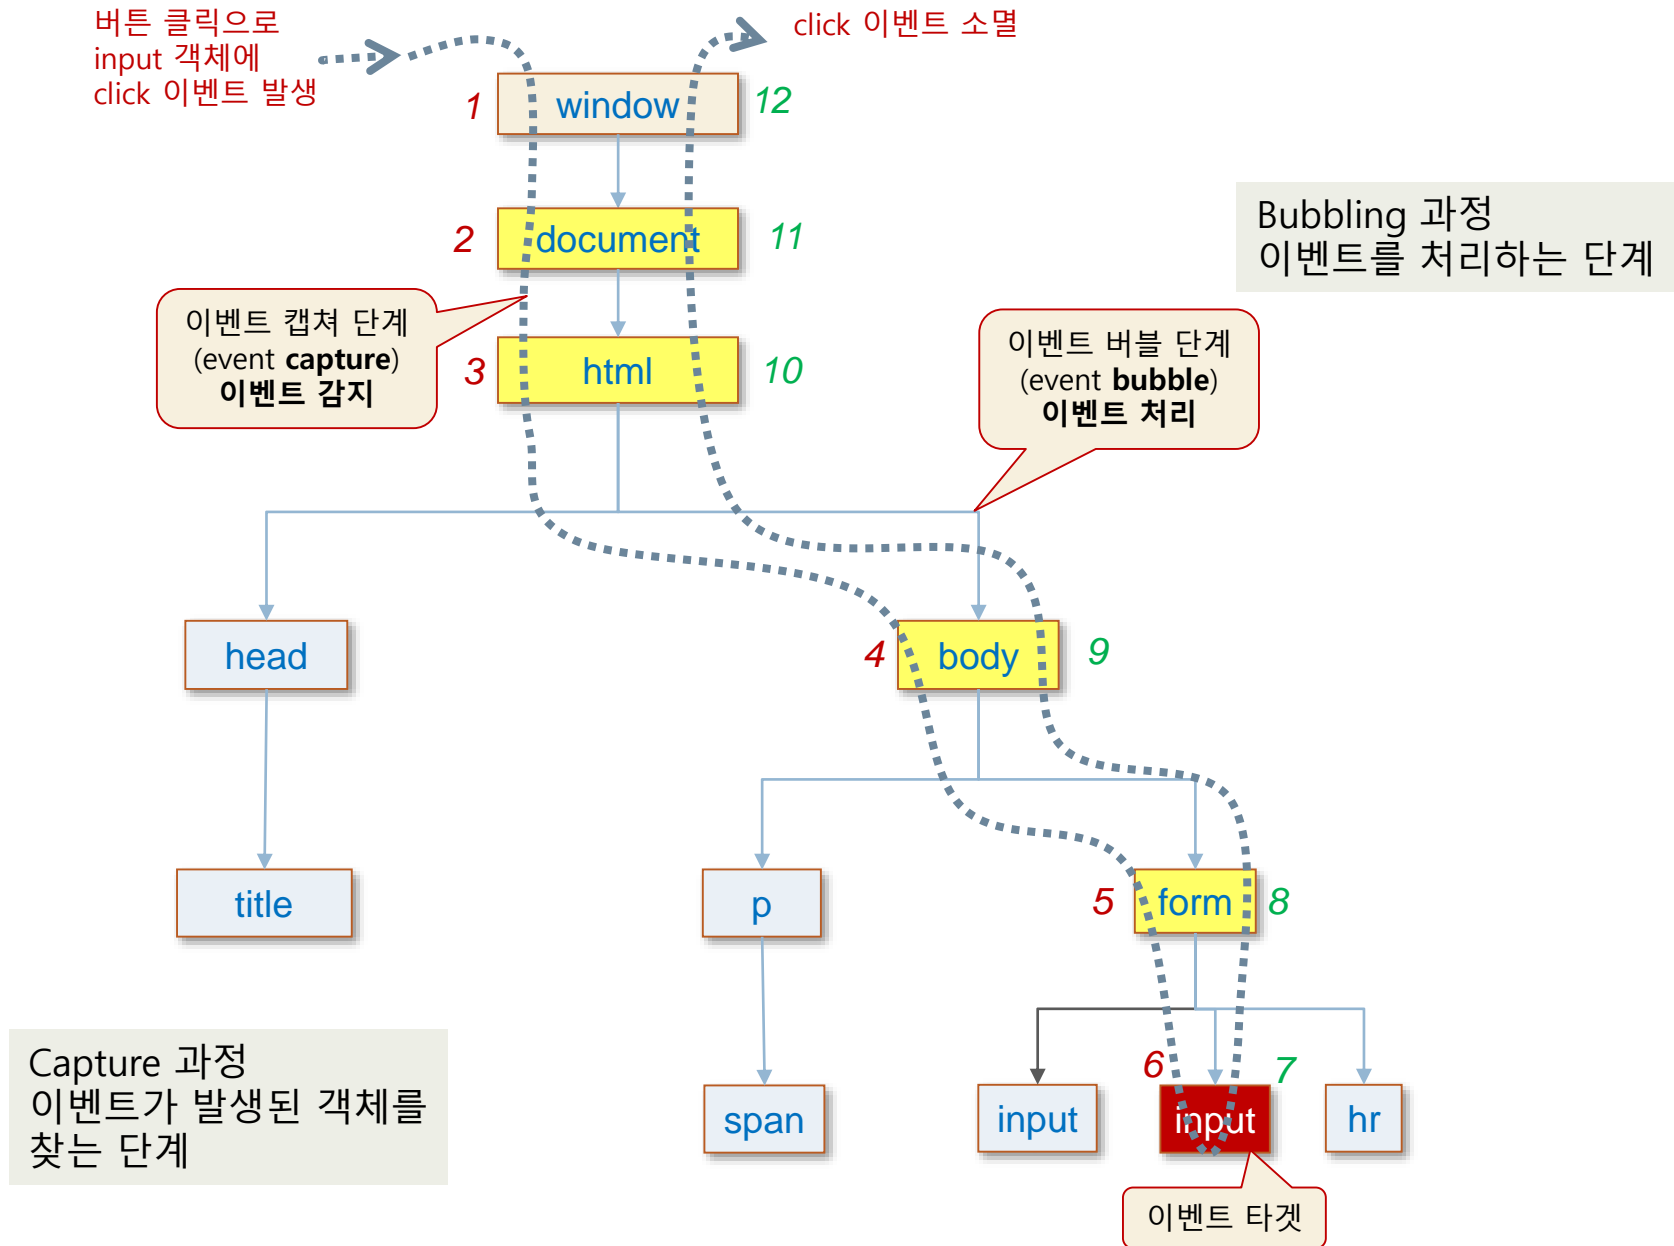 버튼 클릭으로
input 객체에
click 이벤트 발생
click 이벤트 소멸
1
window
12
2
document
11
Bubbling 과정
이벤트를 처리하는 단계
이벤트 캡쳐 단계
(event capture)
이벤트 감지
3
html
10
이벤트 버블 단계
(event bubble)
이벤트 처리
head
4
body
9
title
p
5
form
8
Capture 과정
이벤트가 발생된 객체를
찾는 단계
6
7
span
input
input
hr
이벤트 타겟